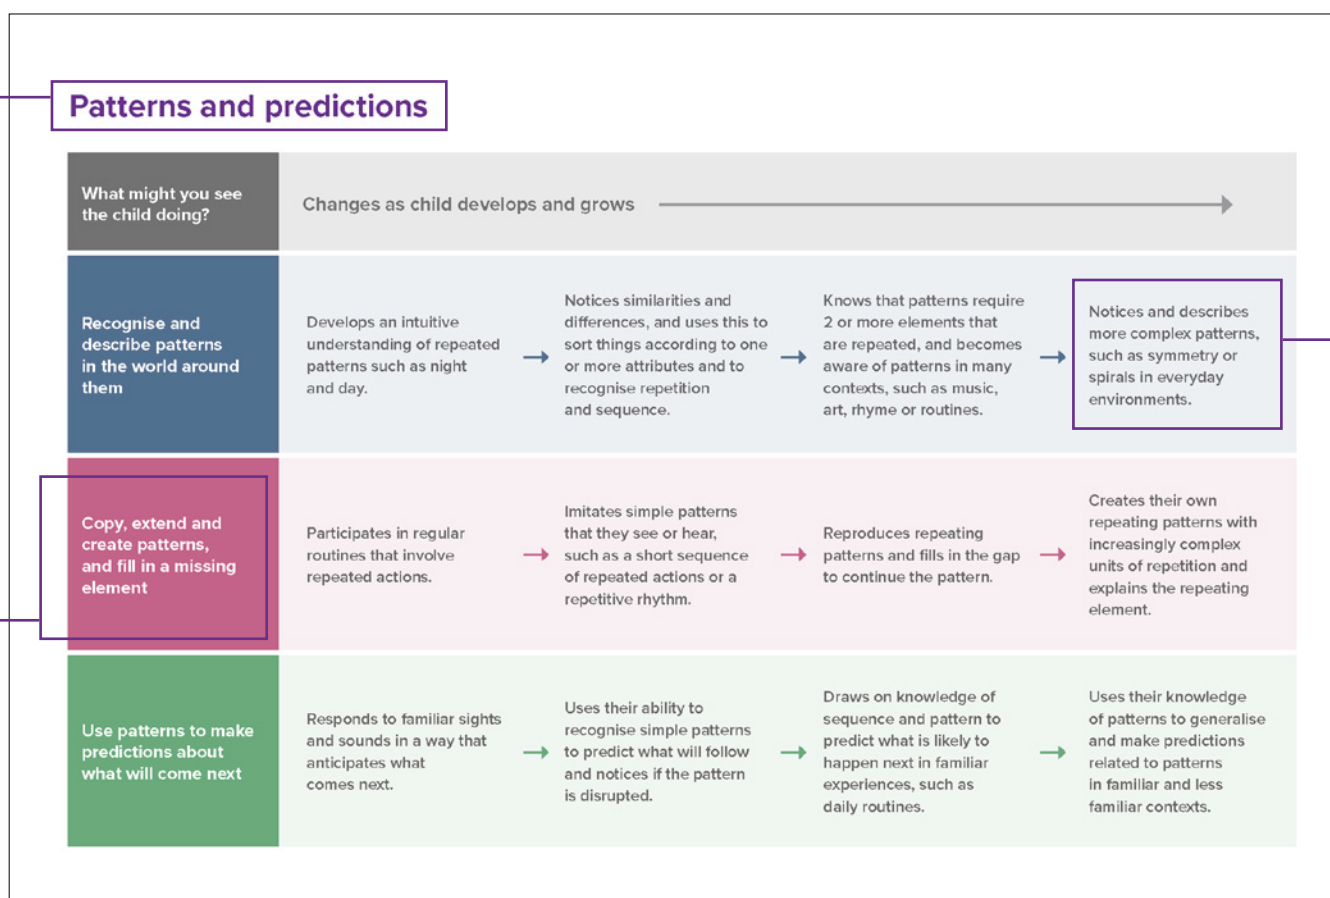 Patterns and predictions
What might you see
the child doing?
Changes as child develops and grows
Recognise and
describe patterns
in the world around
them
Develops an intuitive
understanding of repeated
patterns such as night
and day.
Notices similarities and
differences, and uses this to
sort things according to one
or more attributes and to
recognise repetition
and sequence.
Knows that patterns require
2 or more elements that
are repeated, and becomes
aware of patterns in many
contexts, such as music,
art, rhyme or routines.
Notices and describes
more complex patterns,
such as symmetry or
spirals in everyday
environments.
Copy, extend and
create patterns,
and fill in a missing
element
Participates in regular
routines that involve
repeated actions.
Imitates simple patterns
that they see or hear,
such as a short sequence
of repeated actions or a
repetitive rhythm.
Reproduces repeating
patterns and fills in the gap
to continue the pattern.
Creates their own
repeating patterns with
increasingly complex
units of repetition and
explains the repeating
element.
Use patterns to make
predictions about
what will come next
Responds to familiar sights
and sounds in a way that
anticipates what
comes next.
Uses their ability to
recognise simple patterns
to predict what will follow
and notices if the pattern
is disrupted.
Draws on knowledge of
sequence and pattern to
predict what is likely to
happen next in familiar
experiences, such as
daily routines.
Uses their knowledge
of patterns to generalise
and make predictions
related to patterns
in familiar and less
familiar contexts.